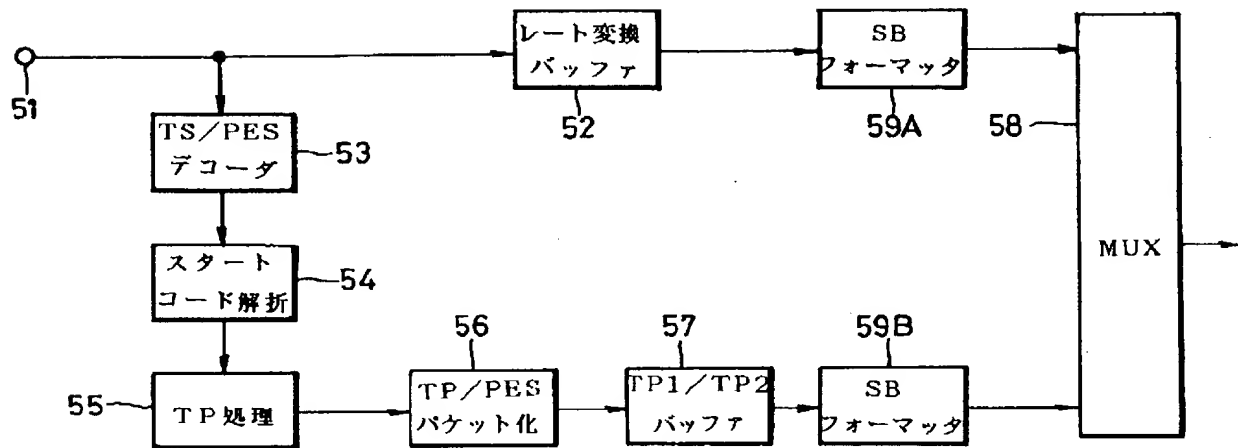 レート変換
バッファ
SB
フォーマッタ
51
52
59A
58
TS/PES
デコーダ
53
MUX
スタート
コード解折
54
56
57
59B
55
TP処理
TP/PES
パケット化
TP1/TP2
バッファ
SB
フォーマッタ